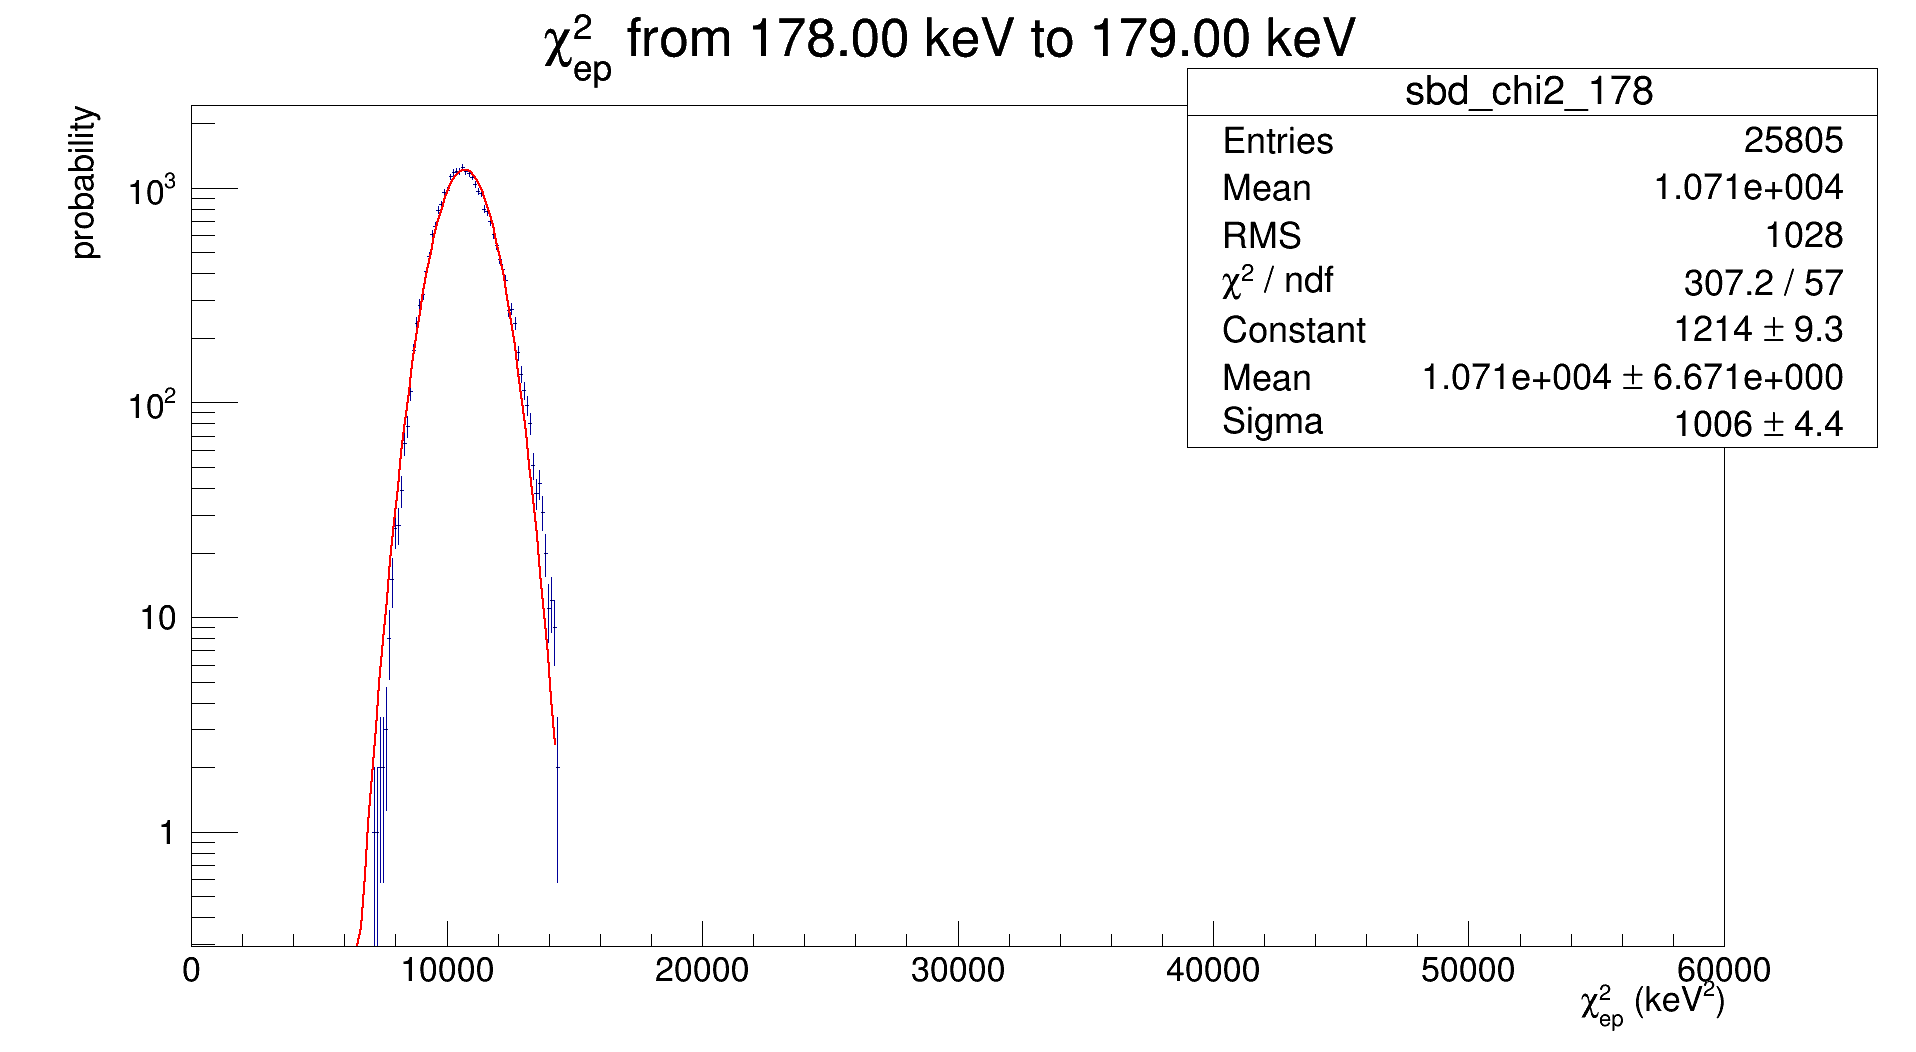 χ²ep from 178.00 keV to 179.00 keV
sbd_chi2_178
Entries 25805
Mean 1.071e+004
RMS 1028
χ² / ndf 307.2 / 57
Constant 1214 ± 9.3
Mean 1.071e+004 ± 6.671e+000
Sigma 1006 ± 4.4
probability
10³
10²
10
1
0 10000 20000 30000 40000 50000 60000
χ²ep (keV²)